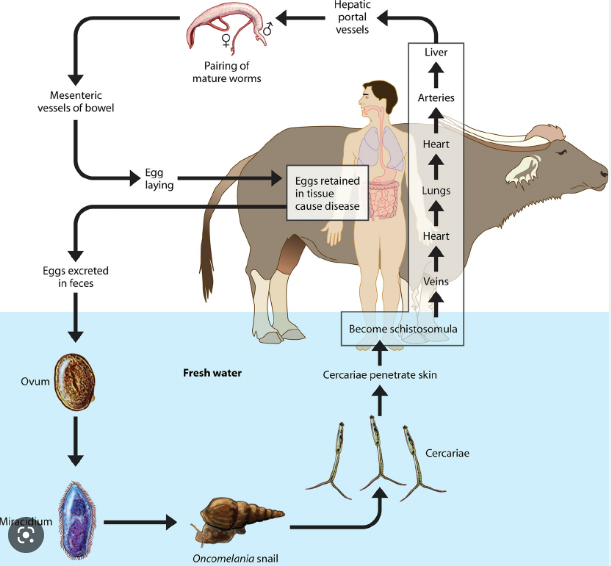 Hepatic
portal
vessels
♀
♂
Pairing of
mature worms
Mesenteric
vessels of bowel
Egg
laying
Eggs retained
in tissue
cause disease
Eggs excreted
in feces
Ovum
Miracidium
Oncomelania snail
Fresh water
Cercariae
Cercariae penetrate skin
Become schistosomula
Veins
Heart
Lungs
Heart
Arteries
Liver